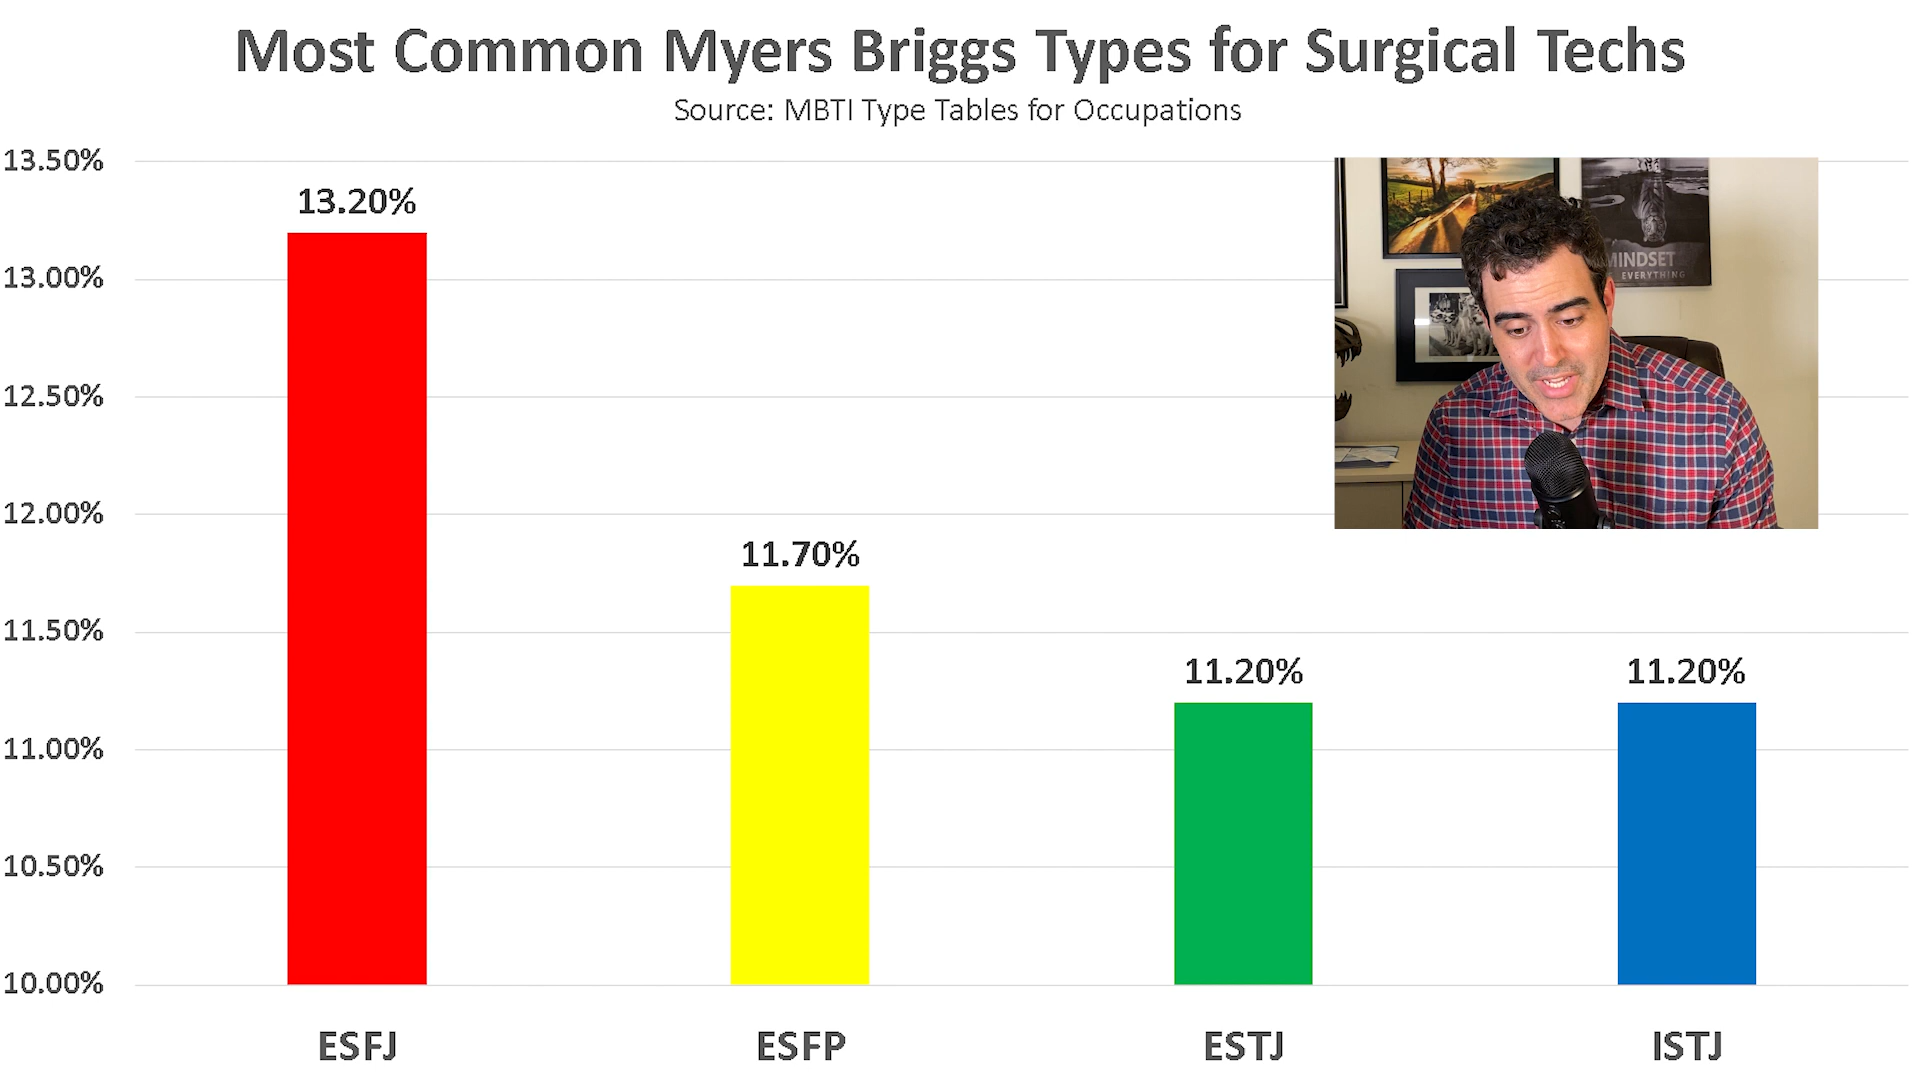 Most Common Myers Briggs Types for Surgical Techs
Source: MBTI Type Tables for Occupations
13.50%
13.20%
13.00%
12.50%
12.00%
11.70%
11.50%
11.20%
11.20%
11.00%
10.50%
10.00%
ESFJ
ESFP
ESTJ
ISTJ
MINDSET
EVERYTHING